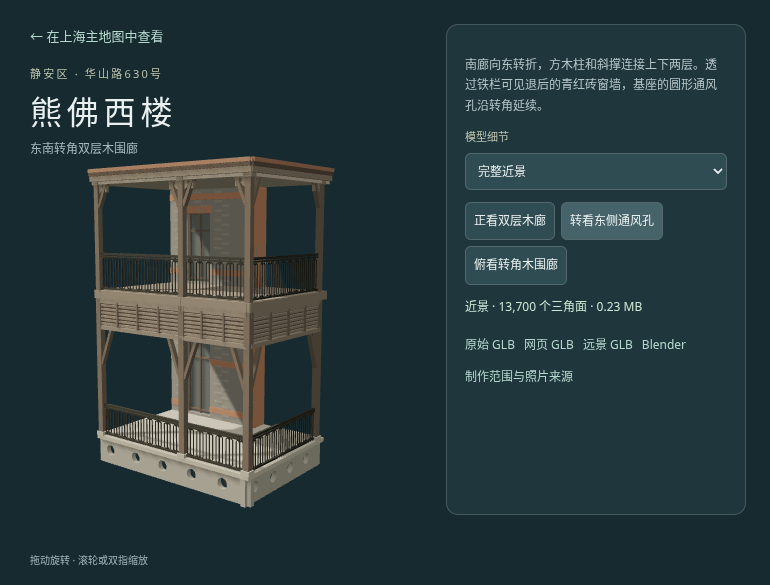 ← 在上海主地图中查看
静安区 · 华山路630号
熊佛西楼
东南转角双层木围廊
南廊向东转折，方木柱和斜撑连接上下两层。透
过铁栏可见退后的青红砖窗墙，基座的圆形通风
孔沿转角延续。
模型细节
完整近景
正看双层木廊
转看东侧通风孔
俯看转角木围廊
近景 · 13,700 个三角面 · 0.23 MB
原始 GLB 网页 GLB 远景 GLB Blender
制作范围与照片来源
拖动旋转 · 滚轮或双指缩放